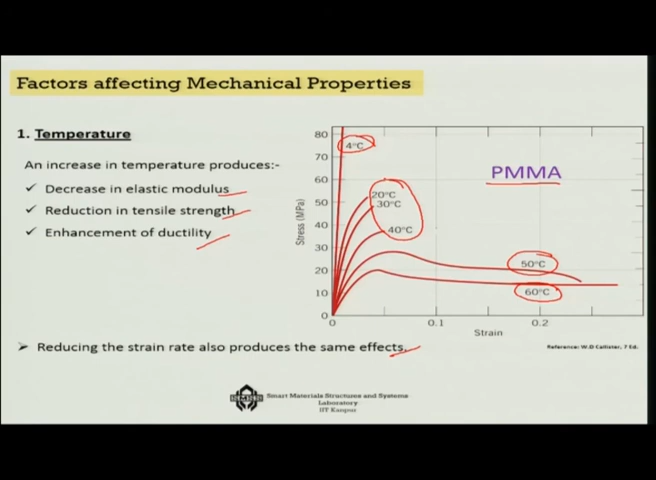 Factors affecting Mechanical Properties
1. Temperature
An increase in temperature produces:-
✓ Decrease in elastic modulus
✓ Reduction in tensile strength
✓ Enhancement of ductility
➢ Reducing the strain rate also produces the same effects.
80
70
60
50
40
30
20
10
0
Stress (MPa)
4°C
PMMA
20°C
30°C
40°C
50°C
60°C
0
0.1
0.2
Strain
Reference: W.D Callister, 7 Ed.
Smart Materials Structures and Systems
Laboratory
IIT Kanpur